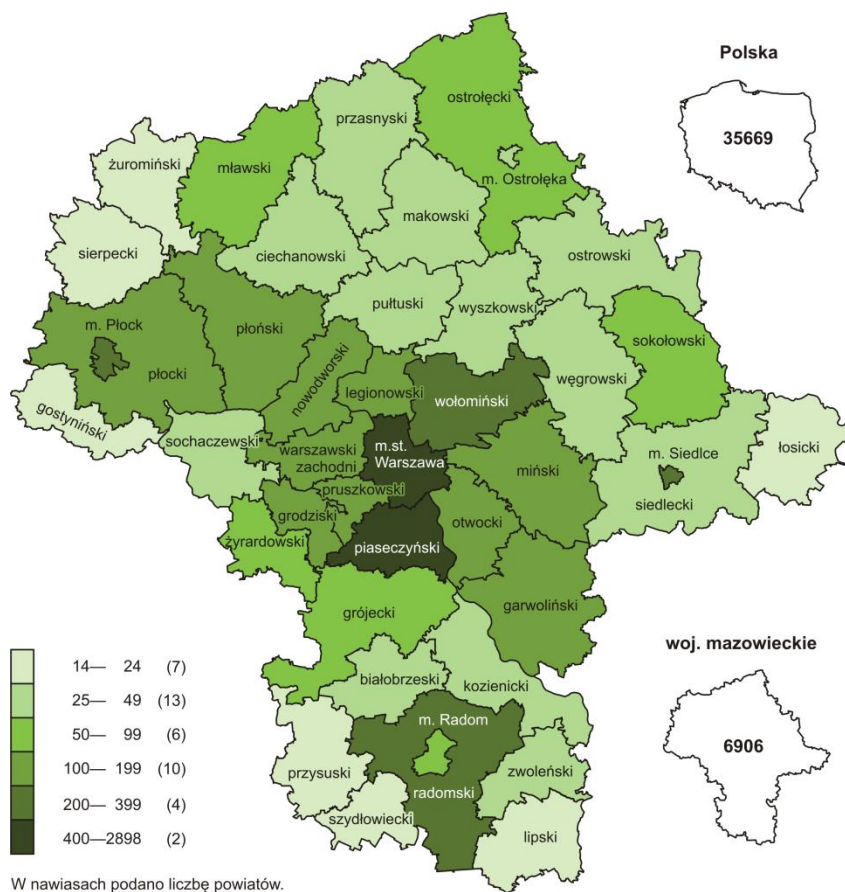 Polska
35669
ostrołęcki
przasnyski
żuromiński
mławski
m. Ostrołęka
makowski
sierpecki
ciechanowski
ostrowski
pułtuski
wyszkowski
m. Płock
płoński
sokołowski
płocki
nowodworski
legionowski
wołomiński
węgrowski
gostyniński
sochaczewski
warszawski
zachodni
m.st.
Warszawa
miński
m. Siedlce
łosicki
siedlecki
pruszkowski
grodziski
otwocki
żyrardowski
piaseczyński
garwoliński
grójecki
woj. mazowieckie
6906
białobrzeski
kozienicki
m. Radom
przysuski
radomski
zwoleński
szydłowiecki
lipski
14— 24 (7)
25— 49 (13)
50— 99 (6)
100— 199 (10)
200— 399 (4)
400—2898 (2)
W nawiasach podano liczbę powiatów.